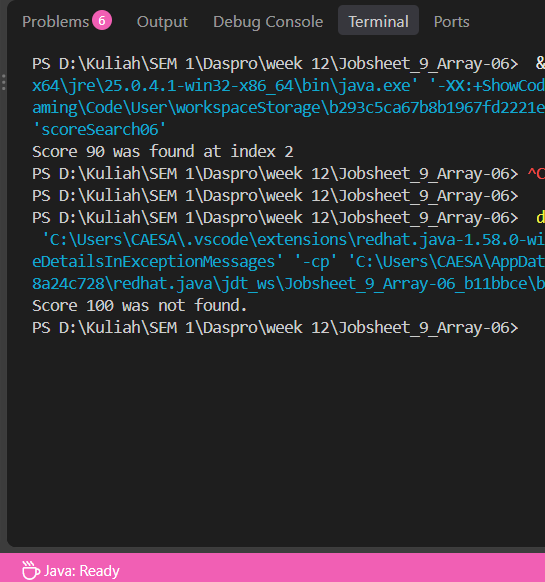 Problems 6 Output Debug Console Terminal Ports
PS D:\Kuliah\SEM 1\Daspro\week 12\Jobsheet_9_Array-06>  &
x64\jre\25.0.4.1-win32-x86_64\bin\java.exe' '-XX:+ShowCod
aming\Code\User\workspaceStorage\b293c5ca67b8b1967fd2221e
'scoreSearch06'
Score 90 was found at index 2
PS D:\Kuliah\SEM 1\Daspro\week 12\Jobsheet_9_Array-06> ^C
PS D:\Kuliah\SEM 1\Daspro\week 12\Jobsheet_9_Array-06>
PS D:\Kuliah\SEM 1\Daspro\week 12\Jobsheet_9_Array-06>  d
'C:\Users\CAESA\.vscode\extensions\redhat.java-1.58.0-wi
eDetailsInExceptionMessages' '-cp' 'C:\Users\CAESA\AppDat
8a24c728\redhat.java\jdt_ws\Jobsheet_9_Array-06_b11bbce\b
Score 100 was not found.
PS D:\Kuliah\SEM 1\Daspro\week 12\Jobsheet_9_Array-06>
Java: Ready